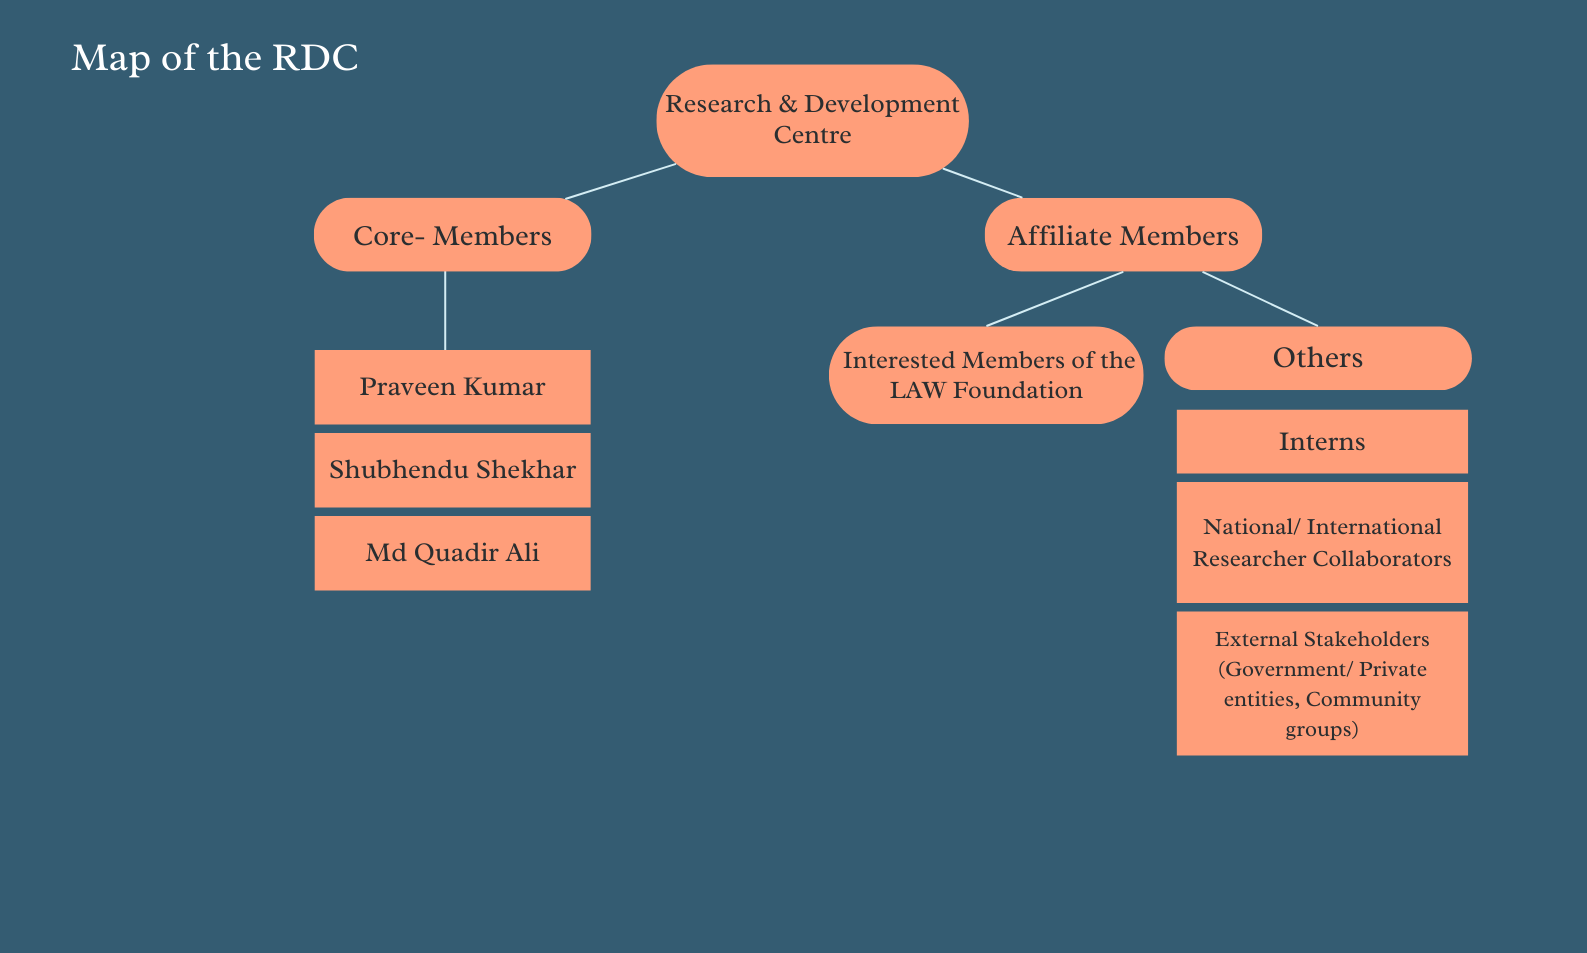 Map of the RDC
Research & Development
Centre
Core- Members
Affiliate Members
Praveen Kumar
Shubhendu Shekhar
Md Quadir Ali
Interested Members of the
LAW Foundation
Others
Interns
National/ International
Researcher Collaborators
External Stakeholders
(Government/ Private
entities, Community
groups)